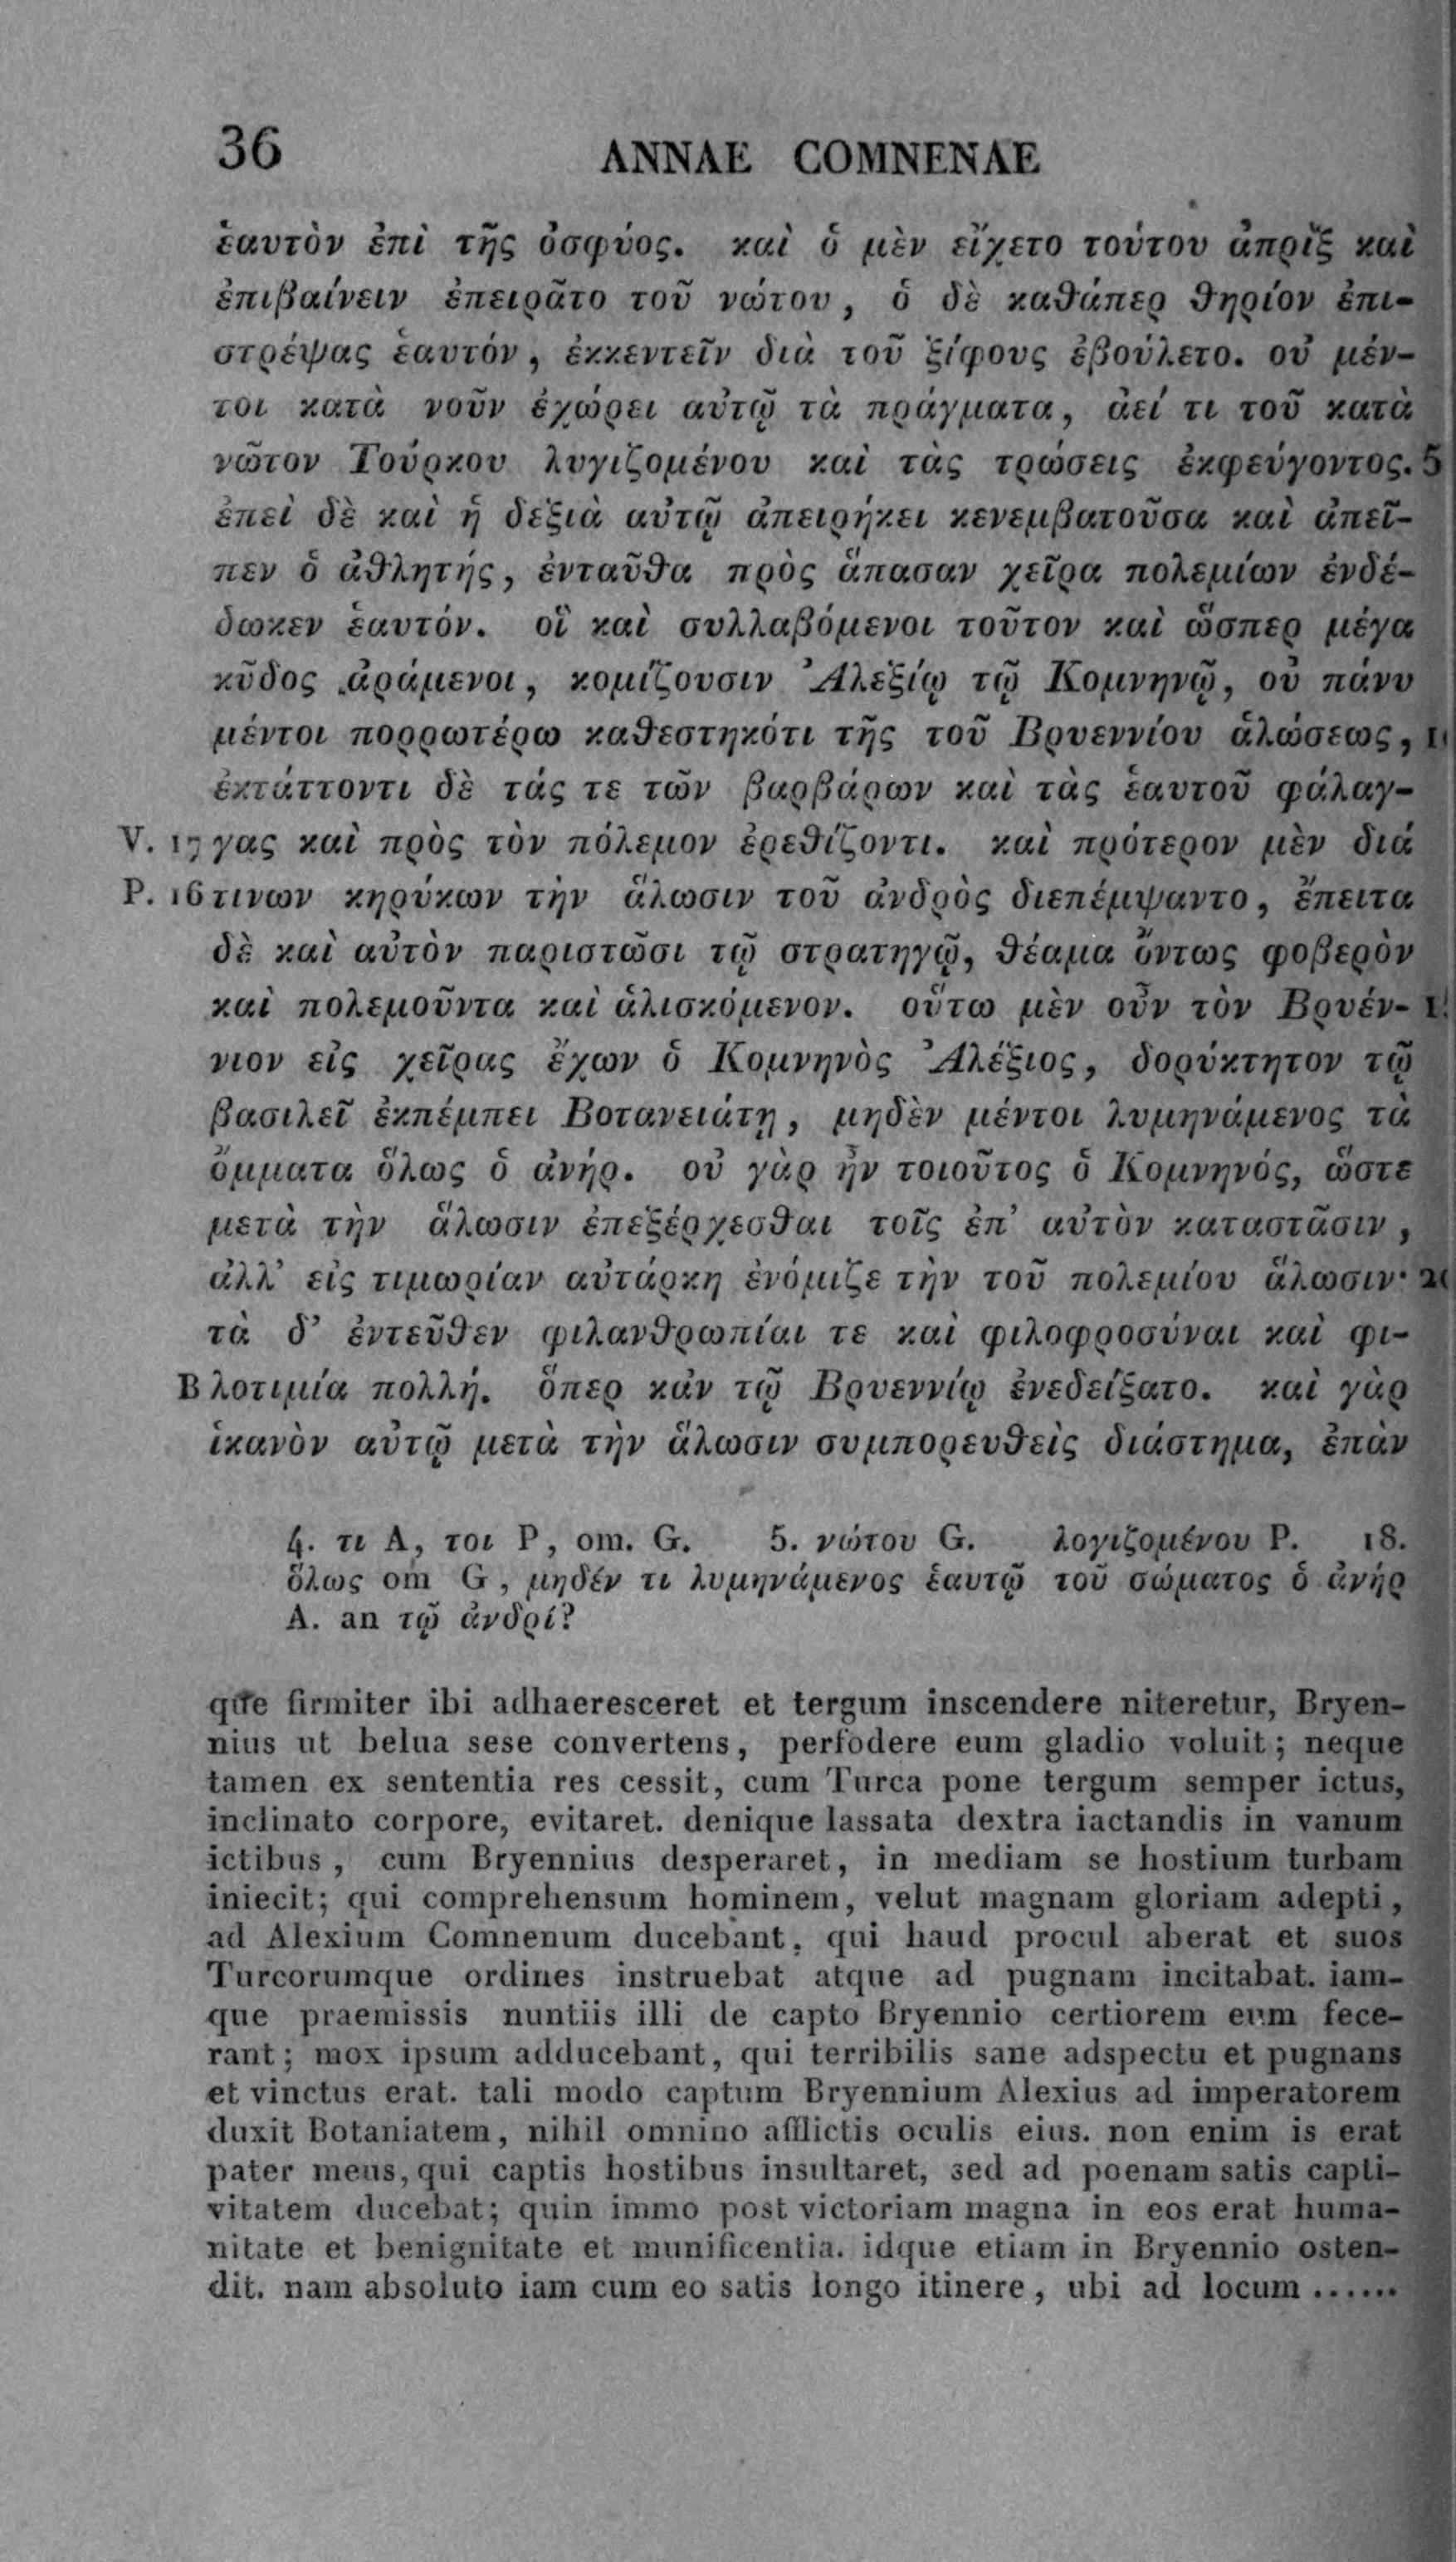 36 ANNAE COMNENAE
ἑαυτὸν ἐπὶ τῆς ὀσφύος. καὶ ὁ μὲν εἴχετο τούτου ἀπρὶξ καὶ
ἐπιβαίνειν ἐπειρᾶτο τοῦ νώτου, ὁ δὲ καθάπερ θηρίον ἐπι-
στρέψας ἑαυτόν, ἐκκεντεῖν διὰ τοῦ ξίφους ἐβούλετο. οὐ μέν-
τοι κατὰ νοῦν ἐχώρει αὐτῷ τὰ πράγματα, ἀεί τι τοῦ κατὰ
νῶτον Τούρκου λυγιζομένου καὶ τὰς τρώσεις ἐκφεύγοντος. 5
ἐπεὶ δὲ καὶ ἡ δεξιὰ αὐτῷ ἀπειρήκει κενεμβατοῦσα καὶ ἀπεῖ-
πεν ὁ ἀθλητής, ἐνταῦθα πρὸς ἅπασαν χεῖρα πολεμίων ἐνδέ-
δωκεν ἑαυτόν. οἳ καὶ συλλαβόμενοι τοῦτον καὶ ὥσπερ μέγα
κῦδος ἀράμενοι, κομίζουσιν Ἀλεξίῳ τῷ Κομνηνῷ, οὐ πάνυ
μέντοι πορρωτέρω καθεστηκότι τῆς τοῦ Βρυεννίου ἁλώσεως,
ἐκτάττοντι δὲ τάς τε τῶν βαρβάρων καὶ τὰς ἑαυτοῦ φάλαγ-
V. 17 γας καὶ πρὸς τὸν πόλεμον ἐρεθίζοντι. καὶ πρότερον μὲν διά
P. 16 τινων κηρύκων τὴν ἅλωσιν τοῦ ἀνδρὸς διεπέμψαντο, ἔπειτα
δὲ καὶ αὐτὸν παριστῶσι τῷ στρατηγῷ, θέαμα ὄντως φοβερὸν
καὶ πολεμοῦντα καὶ ἁλισκόμενον. οὕτω μὲν οὖν τὸν Βρυέν-
νιον εἰς χεῖρας ἔχων ὁ Κομνηνὸς Ἀλέξιος, δορύκτητον τῷ
βασιλεῖ ἐκπέμπει Βοτανειάτῃ, μηδὲν μέντοι λυμηνάμενος τὰ
ὄμματα ὅλως ὁ ἀνήρ. οὐ γὰρ ἦν τοιοῦτος ὁ Κομνηνός, ὥστε
μετὰ τὴν ἅλωσιν ἐπεξέρχεσθαι τοῖς ἐπ' αὐτὸν καταστᾶσιν,
ἀλλ' εἰς τιμωρίαν αὐτάρκη ἐνόμιζε τὴν τοῦ πολεμίου ἅλωσιν·
τὰ δ' ἐντεῦθεν φιλανθρωπίαι τε καὶ φιλοφροσύναι καὶ φι-
B λοτιμία πολλή. ὅπερ κἀν τῷ Βρυεννίῳ ἐνεδείξατο. καὶ γὰρ
ἱκανὸν αὐτῷ μετὰ τὴν ἅλωσιν συμπορευθεὶς διάστημα, ἐπὰν
4. τι A, τοι P, om. G. 5. νώτου G. λογιζομένου P. 18.
ὅλως om G, μηδέν τι λυμηνάμενος ἑαυτῷ τοῦ σώματος ὁ ἀνήρ
A. an τῷ ἀνδρί?
que firmiter ibi adhaeresceret et tergum inscendere niteretur, Bryen-
nius ut belua sese convertens, perfodere eum gladio voluit; neque
tamen ex sententia res cessit, cum Turca pone tergum semper ictus,
inclinato corpore, evitaret. denique lassata dextra iactandis in vanum
ictibus, cum Bryennius desperaret, in mediam se hostium turbam
iniecit; qui comprehensum hominem, velut magnam gloriam adepti,
ad Alexium Comnenum ducebant, qui haud procul aberat et suos
Turcorumque ordines instruebat atque ad pugnam incitabat. iam-
que praemissis nuntiis illi de capto Bryennio certiorem eum fece-
rant; mox ipsum adducebant, qui terribilis sane adspectu et pugnans
et vinctus erat. tali modo captum Bryennium Alexius ad imperatorem
duxit Botaniatem, nihil omnino afflictis oculis eius. non enim is erat
pater meus, qui captis hostibus insultaret, sed ad poenam satis capti-
vitatem ducebat; quin immo post victoriam magna in eos erat huma-
nitate et benignitate et munificentia. idque etiam in Bryennio osten-
dit. nam absoluto iam cum eo satis longo itinere, ubi ad locum ......